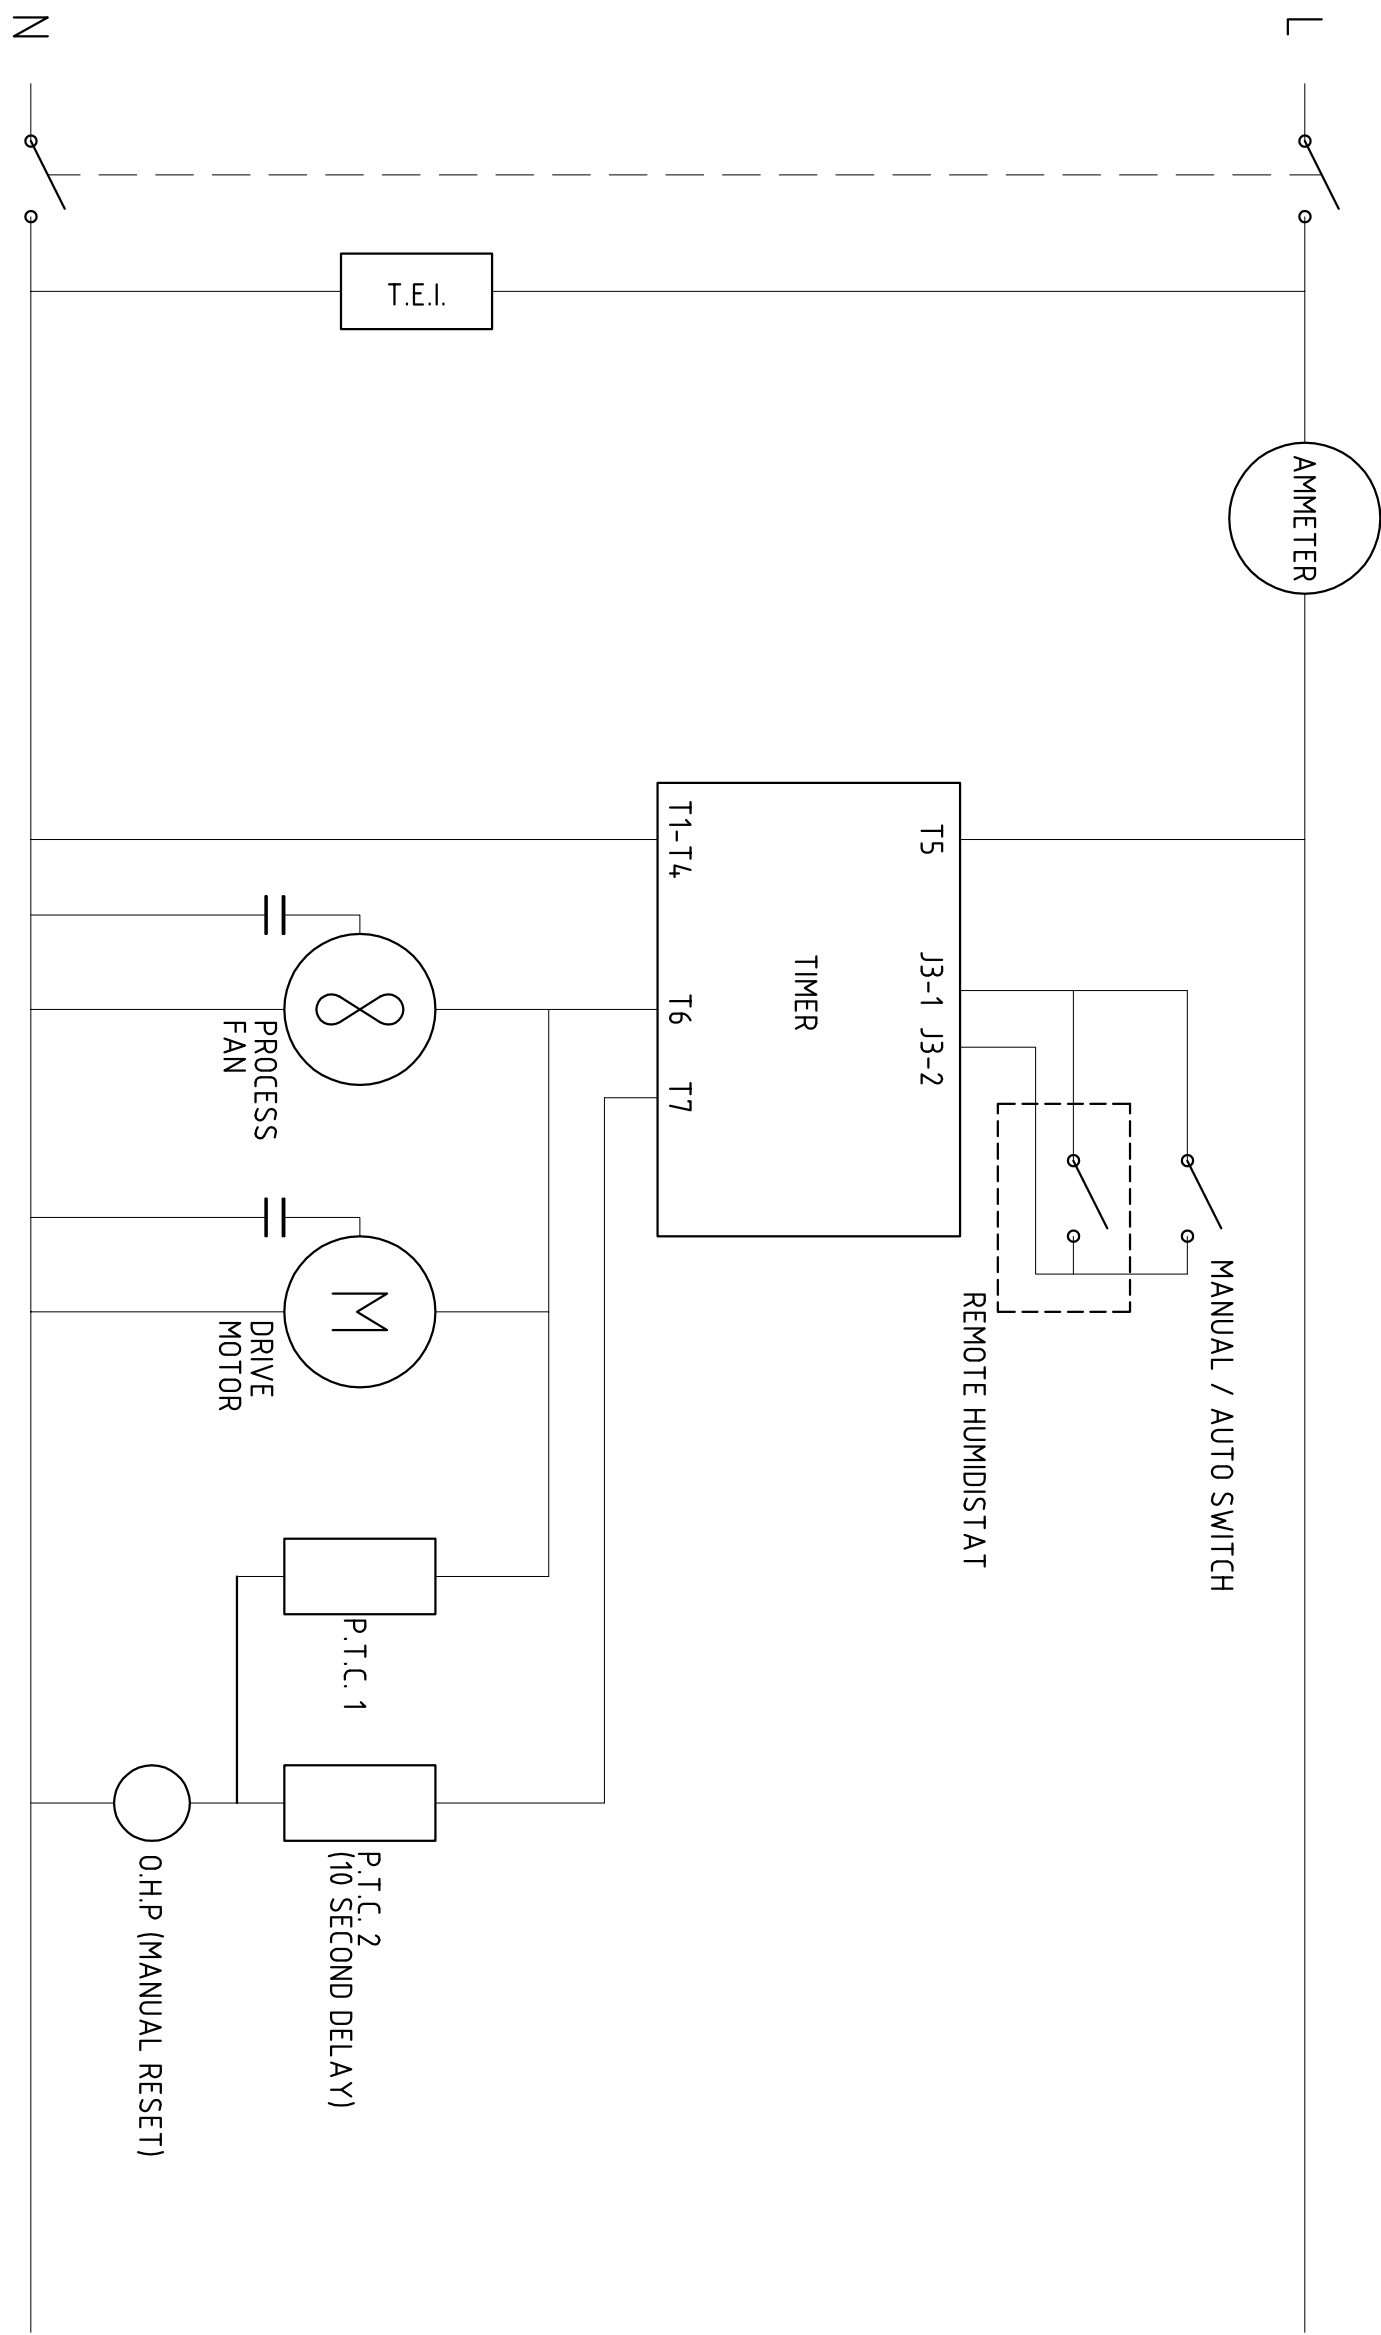 L
N
T.E.I.
AMMETER
T5
J3-1
J3-2
TIMER
T1-T4
T6
T7
MANUAL / AUTO SWITCH
REMOTE HUMIDISTAT
PROCESS
FAN
M
DRIVE
MOTOR
P.T.C. 1
P.T.C. 2
(10 SECOND DELAY)
O.H.P (MANUAL RESET)